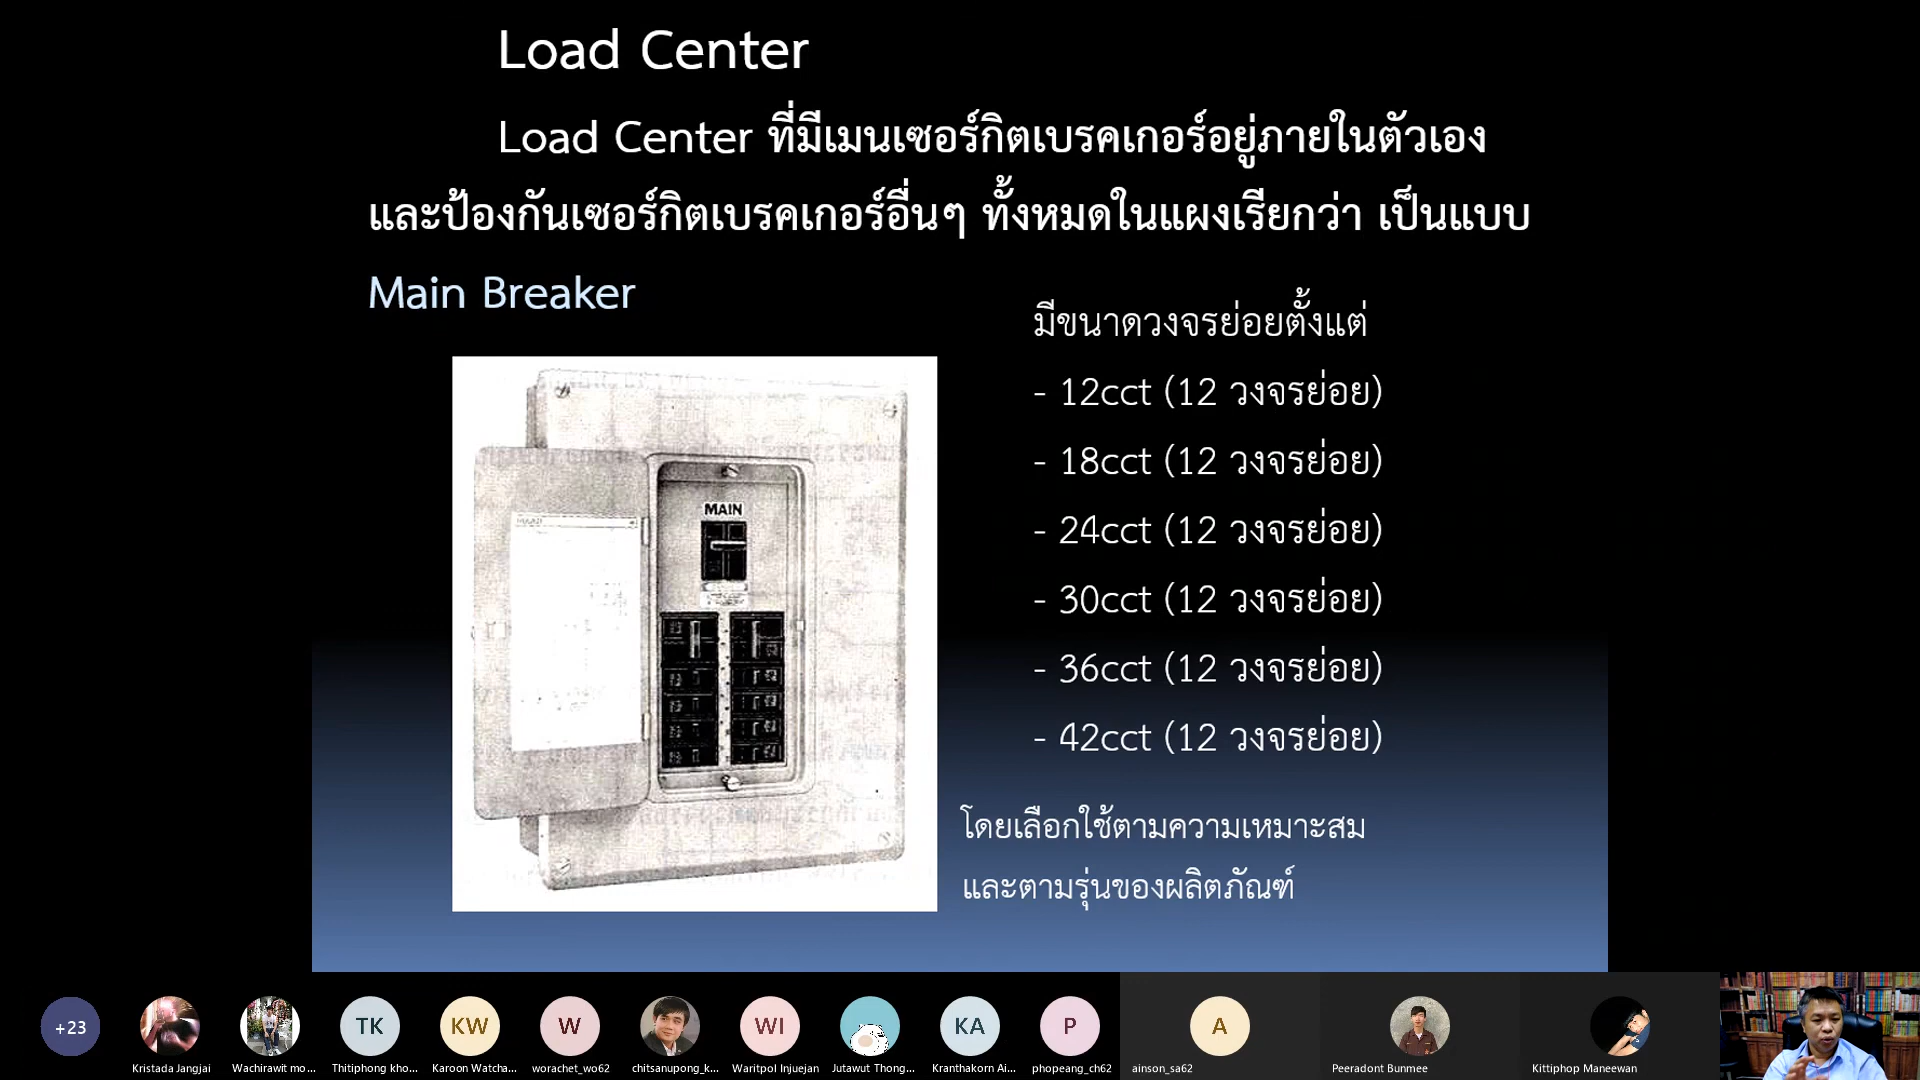 Load Center
Load Center ที่มีเมนเซอร์กิตเบรคเกอร์อยู่ภายในตัวเอง
และป้องกันเซอร์กิตเบรคเกอร์อื่นๆ ทั้งหมดในแผงเรียกว่า เป็นแบบ
Main Breaker
มีขนาดวงจรย่อยตั้งแต่
- 12cct (12 วงจรย่อย)
- 18cct (12 วงจรย่อย)
- 24cct (12 วงจรย่อย)
- 30cct (12 วงจรย่อย)
- 36cct (12 วงจรย่อย)
- 42cct (12 วงจรย่อย)
โดยเลือกใช้ตามความเหมาะสม
และตามรุ่นของผลิตภัณฑ์
MAIN
+23
TK
KW
W
WI
KA
P
A
Kristada Jangjai
Wachirawit mo...
Thitiphong kho...
Karoon Watcha...
worachet_wo62
chitsanupong_k...
Waritpol Injuejan
Jutawut Thong...
Kranthakorn Ai...
phopeang_ch62
ainson_sa62
Peeradont Bunmee
Kittiphop Maneewan